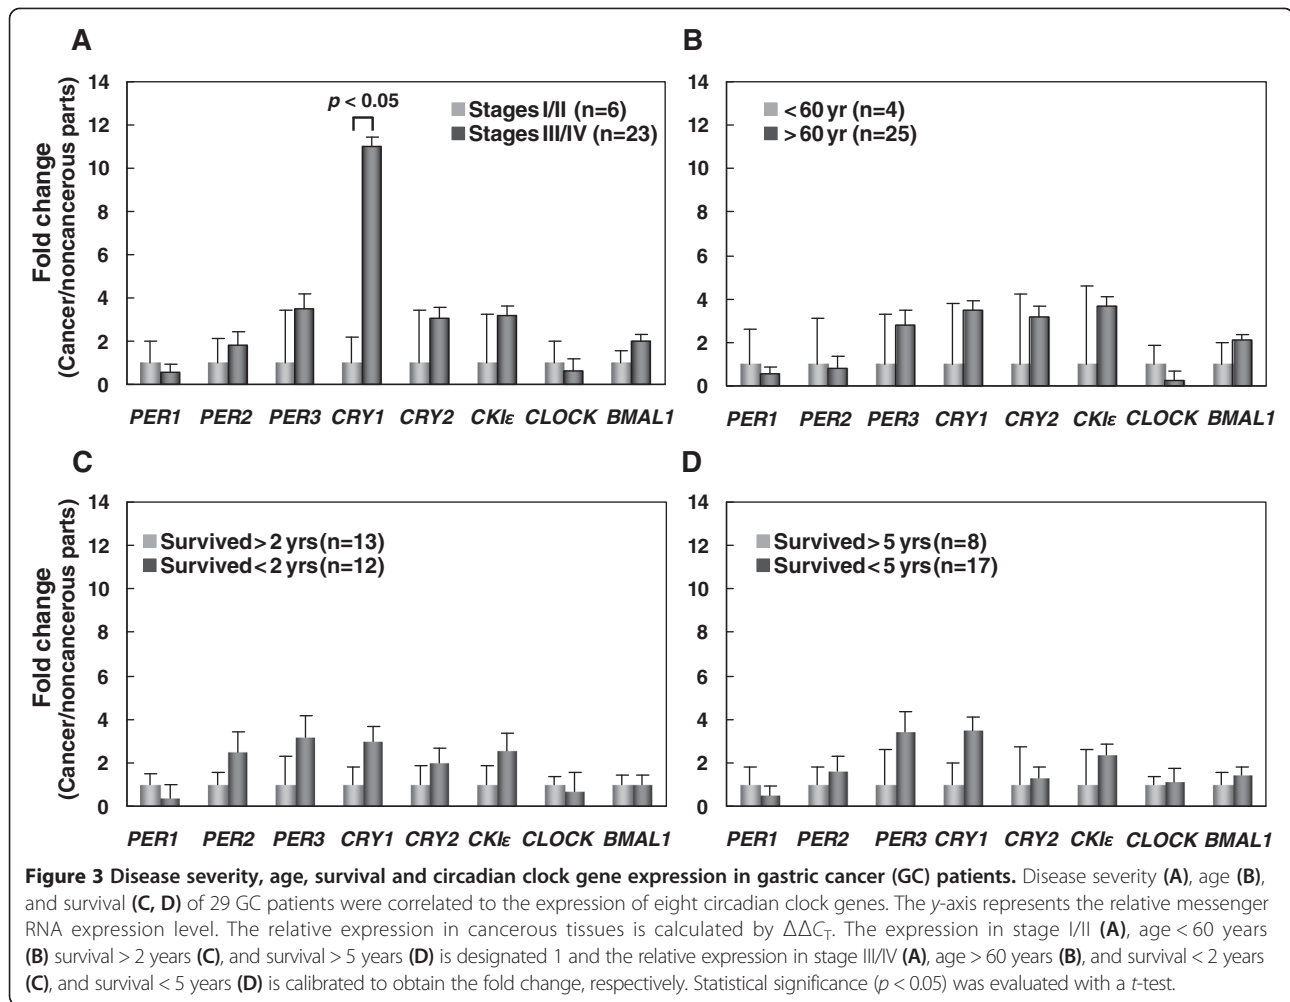 A
Fold change
(Cancer/noncancerous parts)
14
12
10
8
6
4
2
0
p < 0.05
Stages I/II (n=6)
Stages III/IV (n=23)
PER1 PER2 PER3 CRY1 CRY2 CKIε CLOCK BMAL1
B
14
12
10
8
6
4
2
0
< 60 yr (n=4)
> 60 yr (n=25)
PER1 PER2 PER3 CRY1 CRY2 CKIε CLOCK BMAL1
C
Fold change
(Cancer/noncancerous parts)
14
12
10
8
6
4
2
0
Survived > 2 yrs (n=13)
Survived < 2 yrs (n=12)
PER1 PER2 PER3 CRY1 CRY2 CKIε CLOCK BMAL1
D
14
12
10
8
6
4
2
0
Survived > 5 yrs (n=8)
Survived < 5 yrs (n=17)
PER1 PER2 PER3 CRY1 CRY2 CKIε CLOCK BMAL1
Figure 3 Disease severity, age, survival and circadian clock gene expression in gastric cancer (GC) patients. Disease severity (A), age (B),
and survival (C, D) of 29 GC patients were correlated to the expression of eight circadian clock genes. The y-axis represents the relative messenger
RNA expression level. The relative expression in cancerous tissues is calculated by ΔΔCT. The expression in stage I/II (A), age < 60 years
(B) survival > 2 years (C), and survival > 5 years (D) is designated 1 and the relative expression in stage III/IV (A), age > 60 years (B), and survival < 2 years
(C), and survival < 5 years (D) is calibrated to obtain the fold change, respectively. Statistical significance (p < 0.05) was evaluated with a t-test.